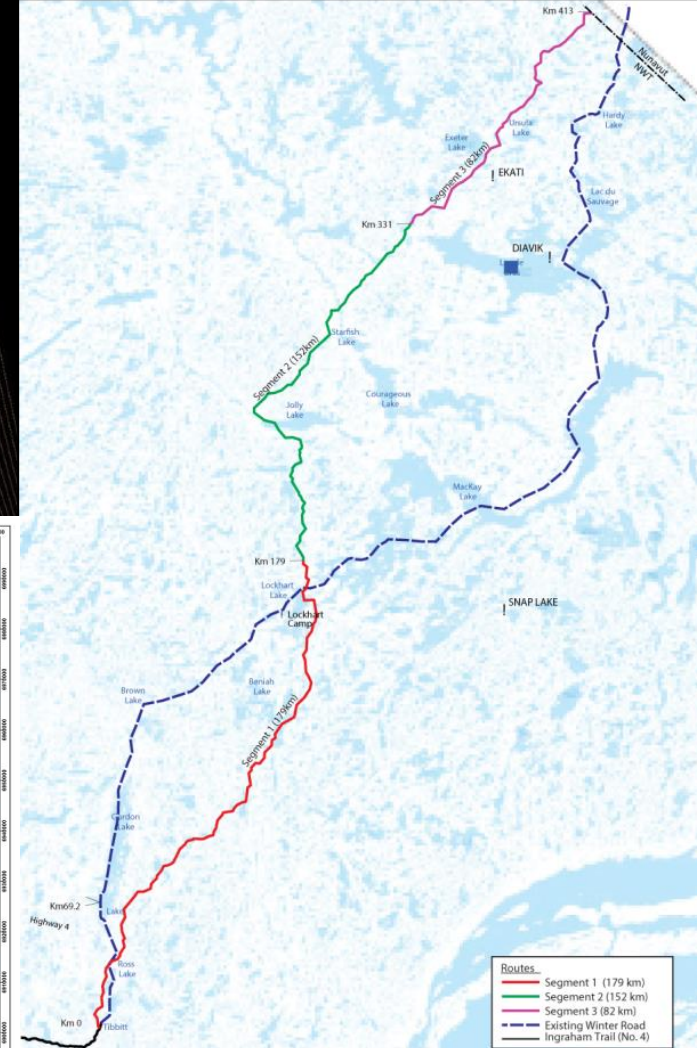 Km 413
Nunavut
NWT
Hardy
Lake
Ursula
Lake
Exeter
Lake
Segment 3 (82km)
EKATI
Lac du
Sauvage
Km 331
DIAVIK
Starfish
Lake
Segment 2 (152km)
Courageous
Lake
Jolly
Lake
MacKay
Lake
Km 179
Lockhart
Lake
SNAP LAKE
Lockhart
Camp
Beniah
Lake
Brown
Lake
Segment 1 (179km)
Gordon
Lake
Km69.2
Lake
Highway 4
Ross
Lake
Km 0
Tibbitt
Routes
Segment 1 (179 km)
Segement 2 (152 km)
Segment 3 (82 km)
Existing Winter Road
Ingraham Trail (No. 4)